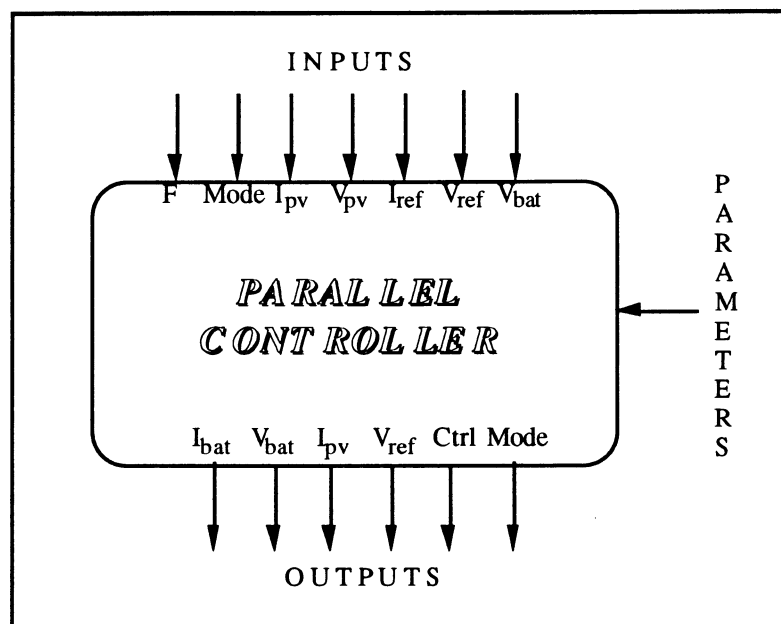 INPUTS
F Mode Ipv Vpv Iref Vref Vbat
PARALLEL
CONTROLLER
PARAMETERS
Ibat Vbat Ipv Vref Ctrl Mode
OUTPUTS